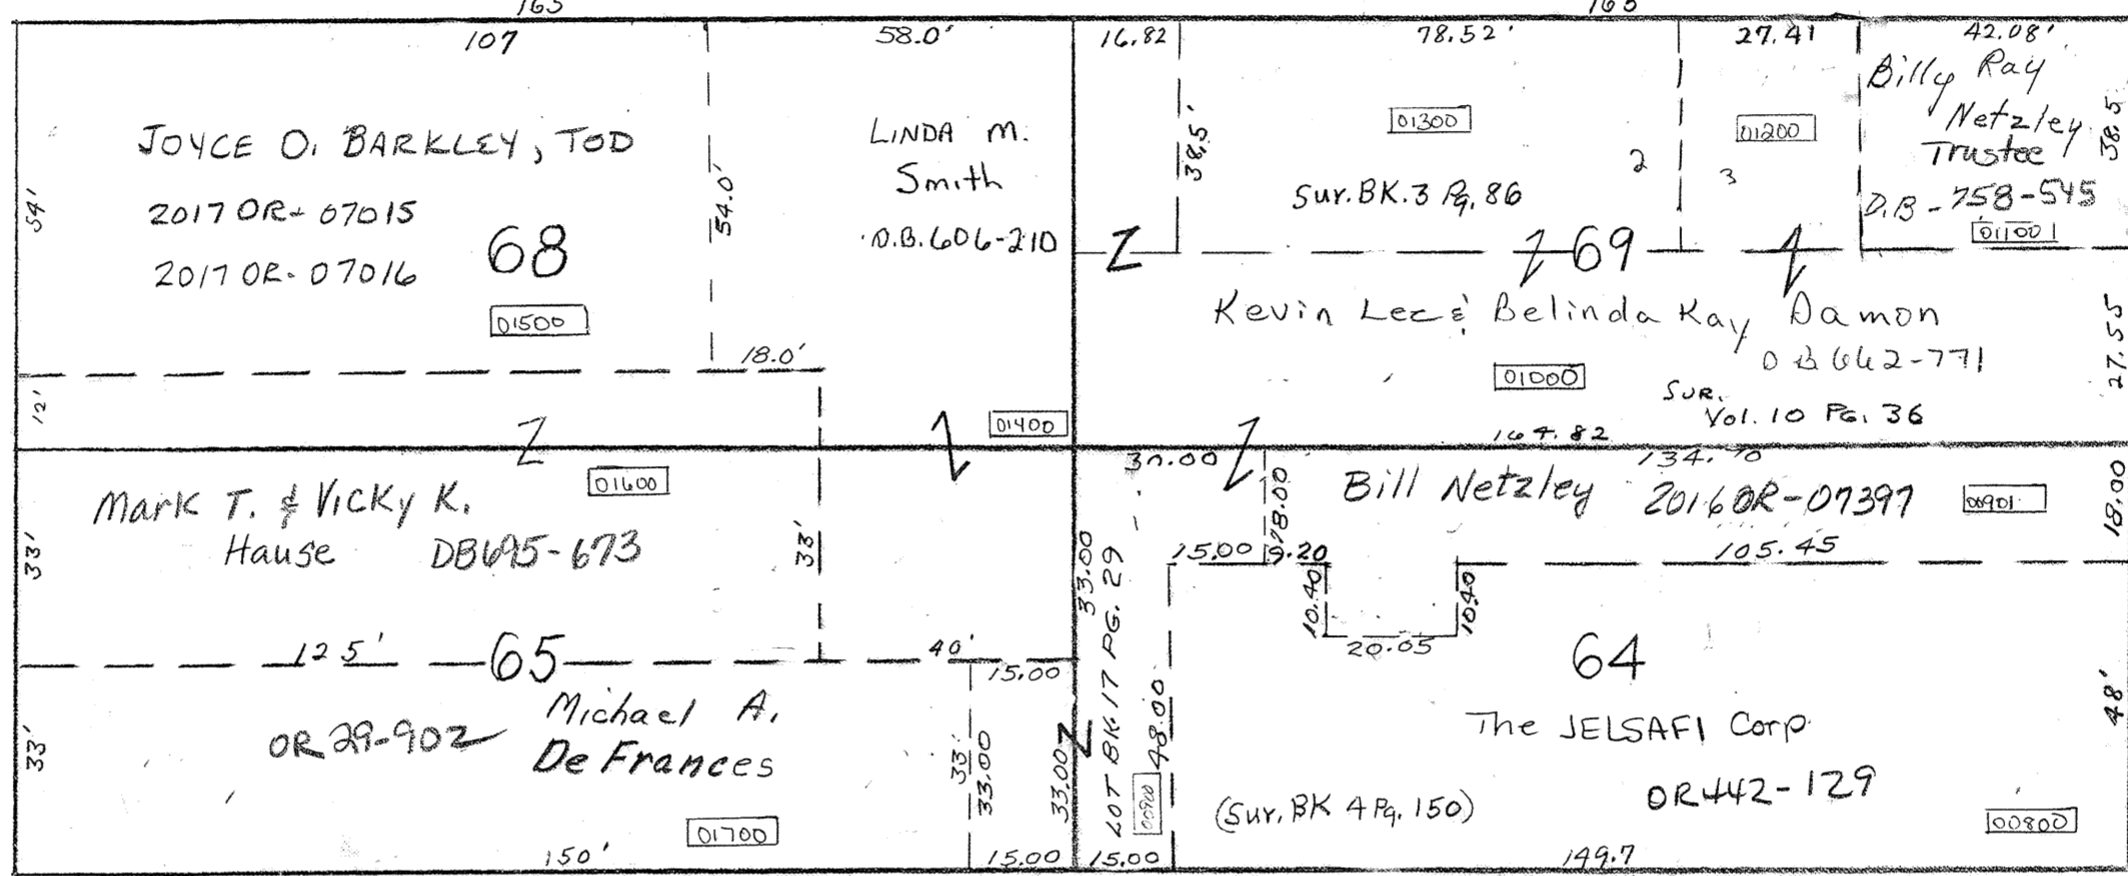 107
58.0'
16.82
78.52'
27.41
42.08'
JOYCE O. BARKLEY, TOD
2017 OR- 07015
2017 OR- 07016
68
01500
54'
54.0'
18.0'
12'
LINDA M.
Smith
D.B. 606-210
01400
38.5'
01300
2
Sur. BK. 3 Pg. 86
01200
3
Billy Ray
Netzley
Trustee
D.B - 758-545
01100
38.5
Z
69
Kevin Lee & Belinda Kay Damon
DB 662-771
01000
SUR.
Vol. 10 PG. 36
164.82
27.55
Z
01600
Mark T. & Vicky K.
Hause DB695-673
33'
33'
125'
65
40'
15.00
30.00
18.00
Bill Netzley 2016OR-07397
00901
18.00
15.00
9.20
105.45
10.40
20.05
10.40
33.00
LOT BK. 17 PG. 29
Z
64
The JELSAFI Corp
OR442-129
(Sur. BK 4 Pg. 150)
00800
48'
48.00
00900
Michael A.
De Frances
OR 29-902
01700
33'
33'
33.00
33.00
150'
15.00
15.00
149.7